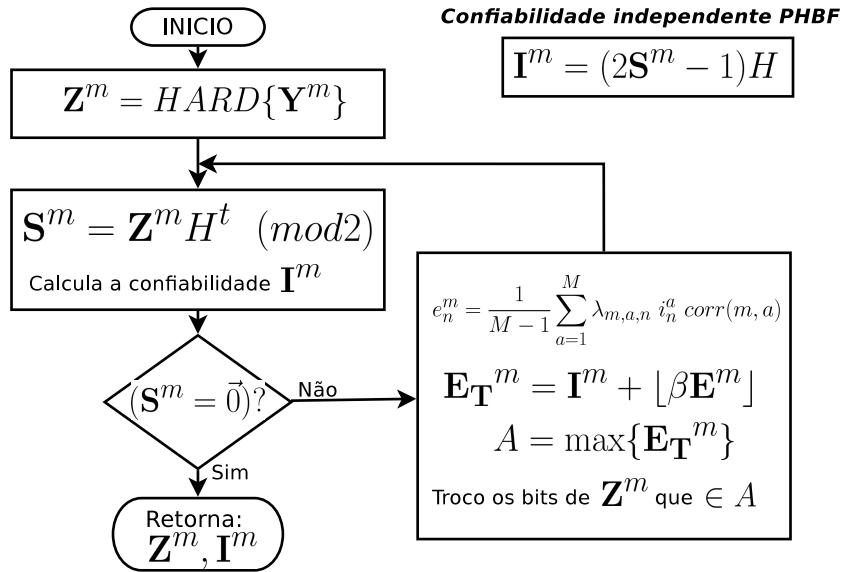 INICIO
Confiabilidade independente PHBF
I^m = (2S^m − 1)H
Z^m = HARD{Y^m}
S^m = Z^m H^t (mod2)
Calcula a confiabilidade I^m
(S^m = 0⃗)?
Não
Sim
Retorna:
Z^m, I^m
e_n^m = 1/(M − 1) ∑_{a=1}^{M} λ_{m,a,n} i_n^a corr(m, a)
E_T^m = I^m + ⌊βE^m⌋
A = max{E_T^m}
Troco os bits de Z^m que ∈ A